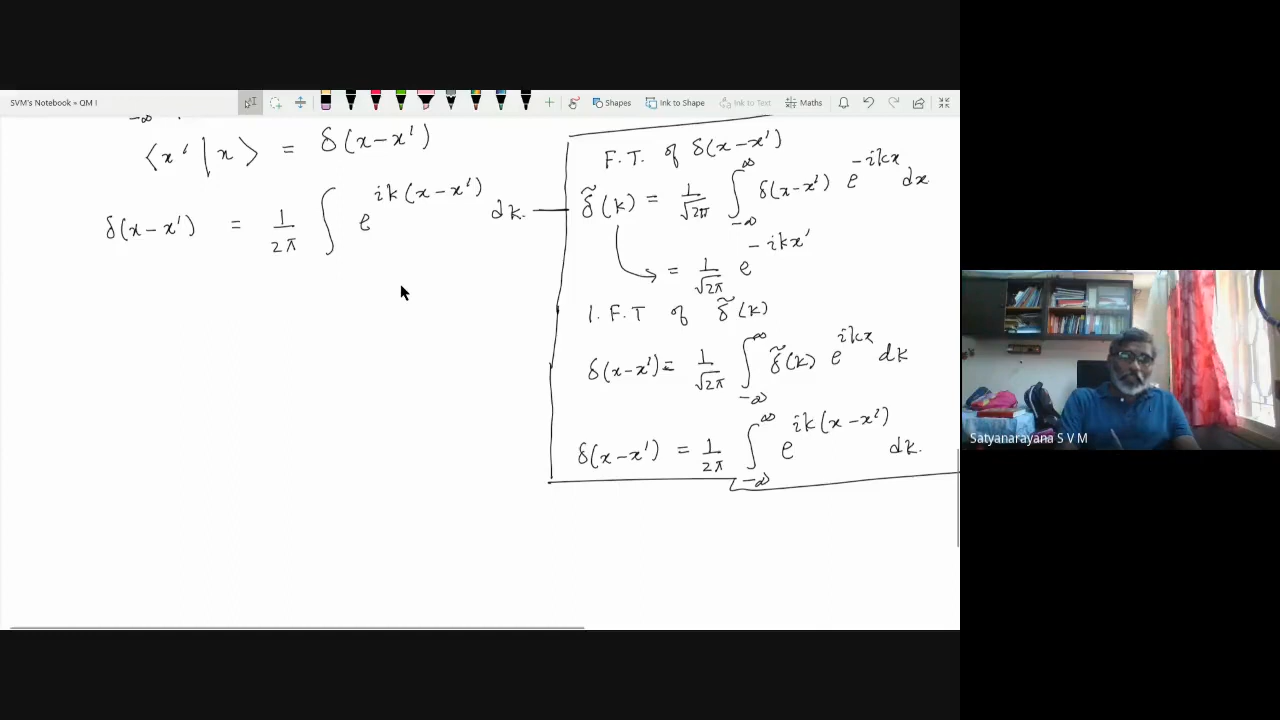 SVM's Notebook » QM I
Shapes
Ink to Shape
Ink to Text
Maths
-∞
⟨x'|x⟩ = δ(x-x')
δ(x-x') = 1/2π ∫ e^{ik(x-x')} dk.
F.T. of δ(x-x')
δ̃(k) = 1/√2π ∫_{-∞}^{∞} δ(x-x') e^{-ikx} dx
= 1/√2π e^{-ikx'}
I.F.T of δ̃(k)
δ(x-x') = 1/√2π ∫_{-∞}^{∞} δ̃(k) e^{ikx} dk
δ(x-x') = 1/2π ∫_{-∞}^{∞} e^{ik(x-x')} dk.
Satyanarayana S V M